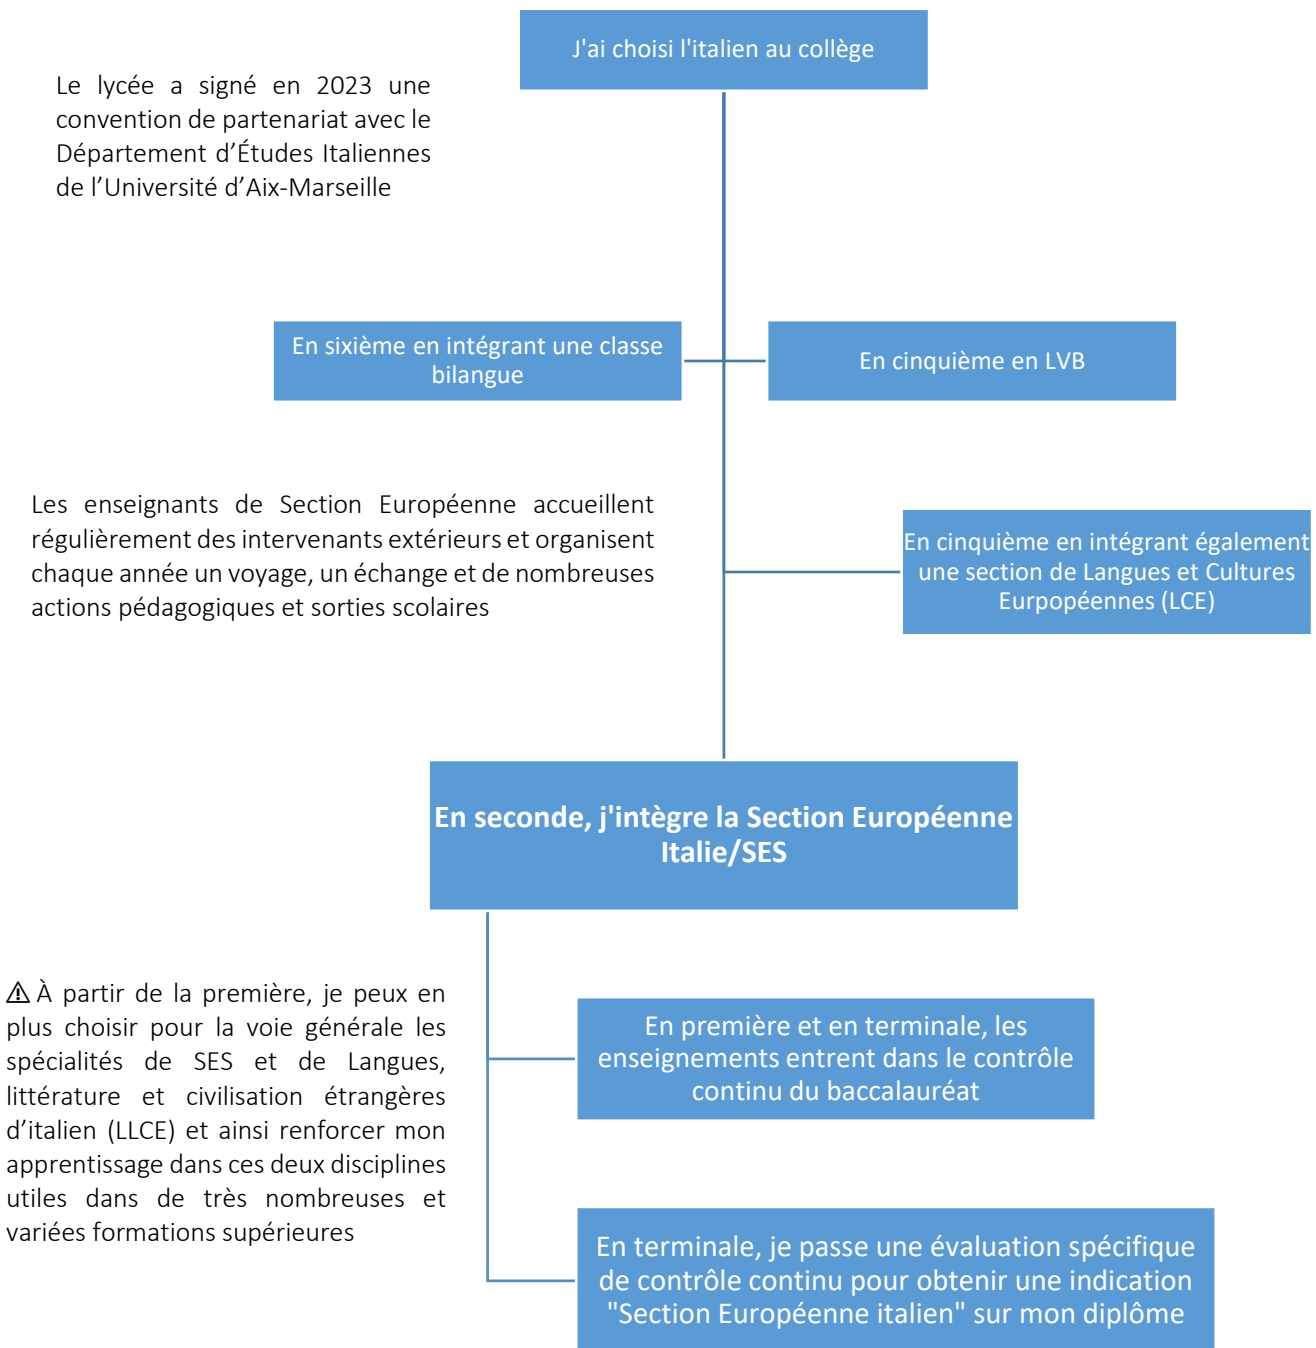 J'ai choisi l'italien au collège
Le lycée a signé en 2023 une
convention de partenariat avec le
Département d’Études Italiennes
de l’Université d’Aix-Marseille
En sixième en intégrant une classe
bilangue
En cinquième en LVB
Les enseignants de Section Européenne accueillent
régulièrement des intervenants extérieurs et organisent
chaque année un voyage, un échange et de nombreuses
actions pédagogiques et sorties scolaires
En cinquième en intégrant également
une section de Langues et Cultures
Eurpopéennes (LCE)
En seconde, j'intègre la Section Européenne
Italie/SES
⚠ À partir de la première, je peux en
plus choisir pour la voie générale les
spécialités de SES et de Langues,
littérature et civilisation étrangères
d’italien (LLCE) et ainsi renforcer mon
apprentissage dans ces deux disciplines
utiles dans de très nombreuses et
variées formations supérieures
En première et en terminale, les
enseignements entrent dans le contrôle
continu du baccalauréat
En terminale, je passe une évaluation spécifique
de contrôle continu pour obtenir une indication
"Section Européenne italien" sur mon diplôme